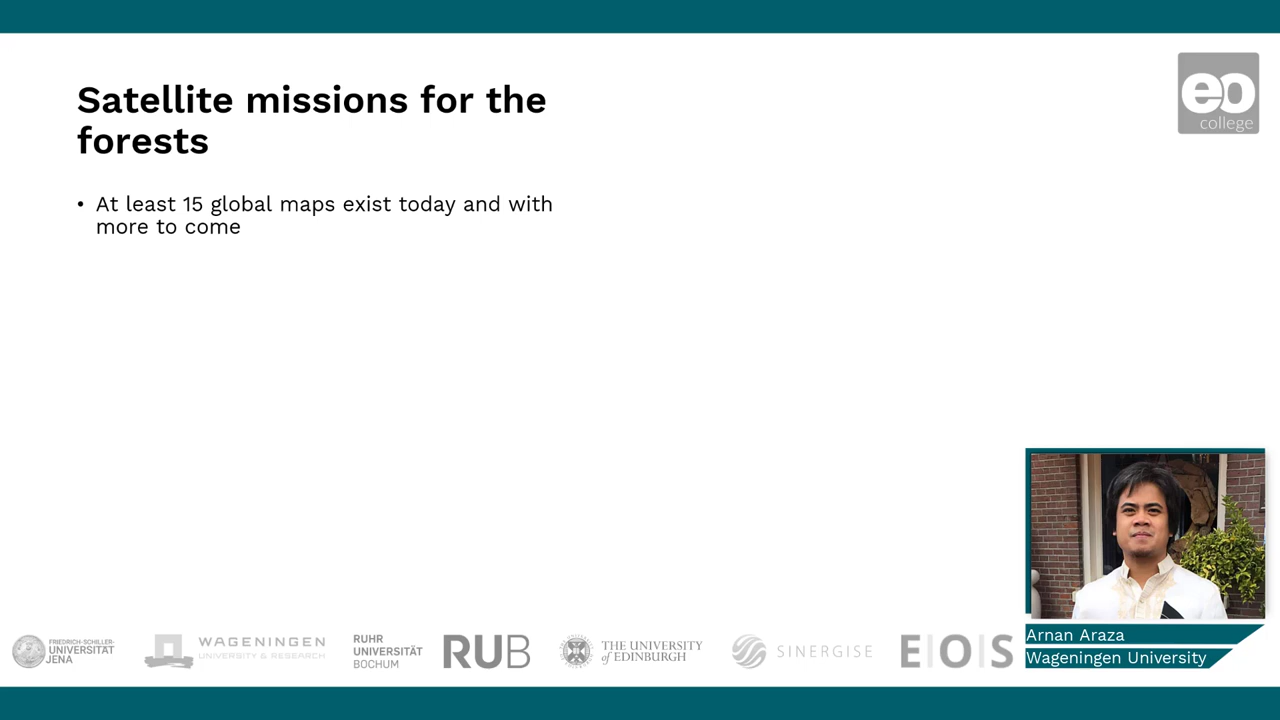 Satellite missions for the
forests
eo
college
• At least 15 global maps exist today and with
more to come
FRIEDRICH-SCHILLER-
UNIVERSITÄT
JENA
WAGENINGEN
UNIVERSITY & RESEARCH
RUHR
UNIVERSITÄT
BOCHUM
RUB
THE UNIVERSITY
of EDINBURGH
SINERGISE
E|O|S
Arnan Araza
Wageningen University